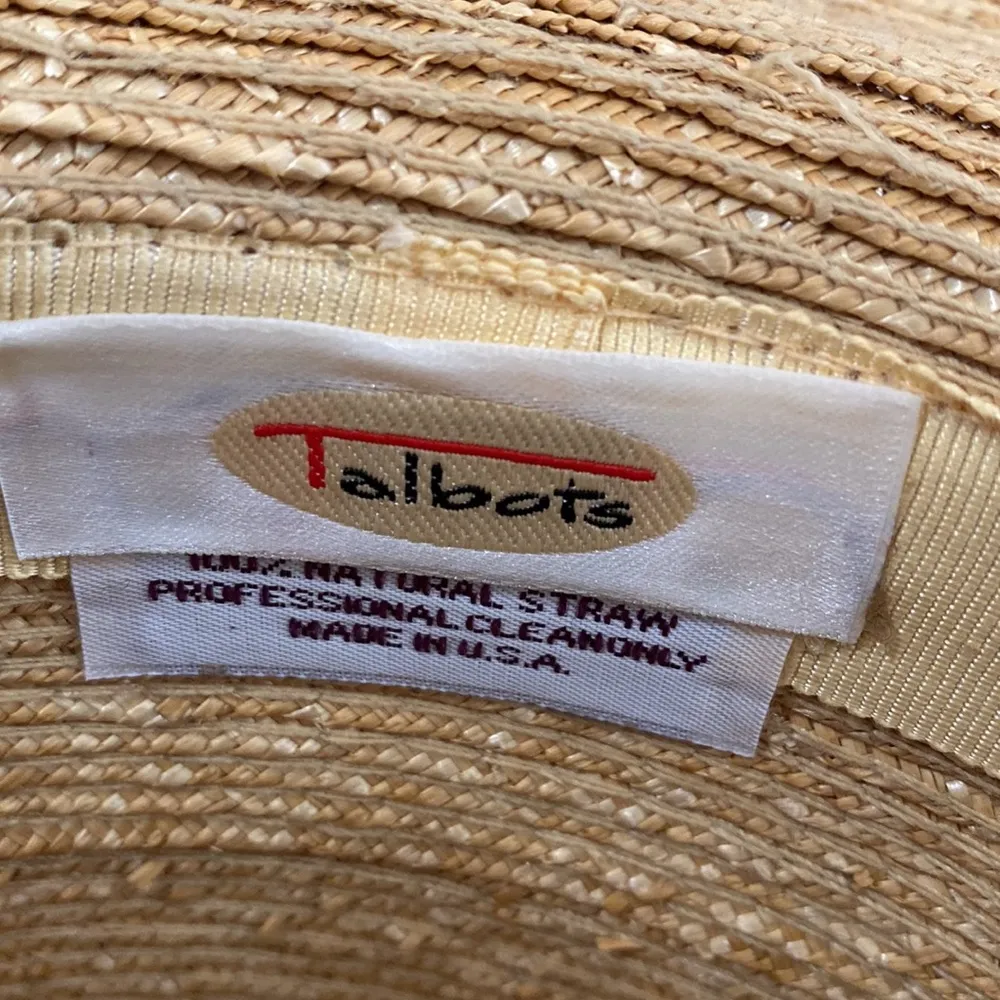 Talbots
100% NATURAL STRAW
PROFESSIONAL CLEAN ONLY
MADE IN U.S.A.